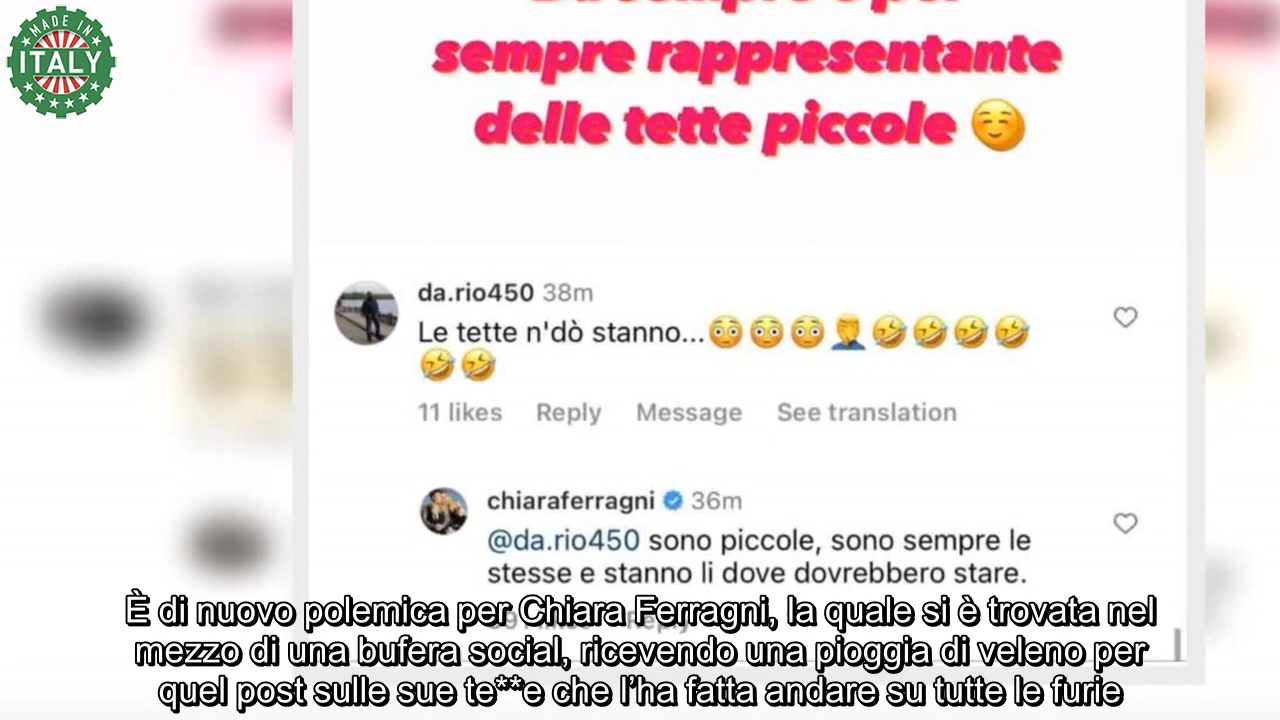 MADE IN
ITALY
sempre rappresentante
delle tette piccole ☺️
da.rio450 38m
Le tette n'dò stanno...😳😳😳🤦‍♂️🤣🤣🤣🤣
🤣🤣
11 likes Reply Message See translation
chiaraferragni 36m
@da.rio450 sono piccole, sono sempre le
stesse e stanno li dove dovrebbero stare.
È di nuovo polemica per Chiara Ferragni, la quale si è trovata nel
mezzo di una bufera social, ricevendo una pioggia di veleno per
quel post sulle sue te**e che l'ha fatta andare su tutte le furie